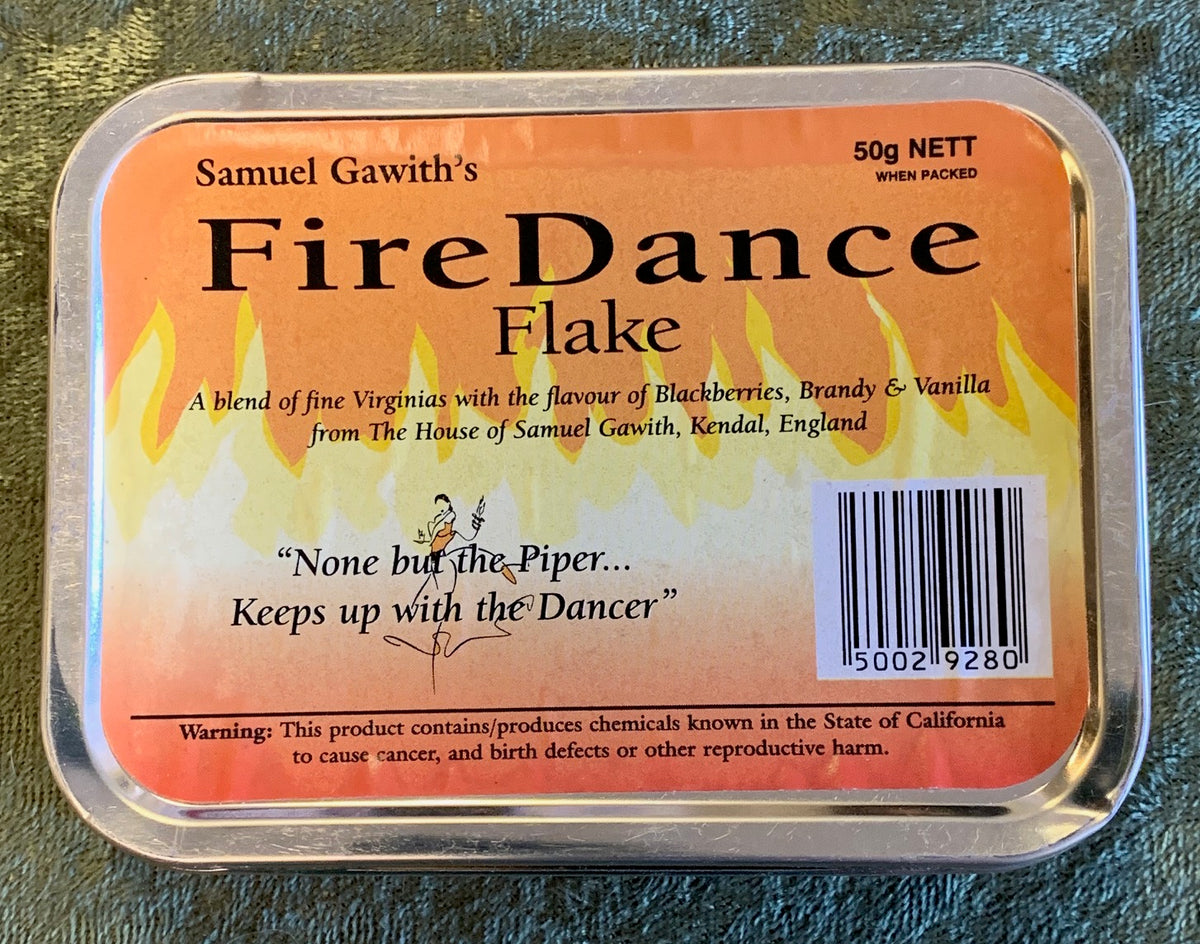 Samuel Gawith's
50g NETT
WHEN PACKED
FireDance
Flake
A blend of fine Virginias with the flavour of Blackberries, Brandy & Vanilla
from The House of Samuel Gawith, Kendal, England
“None but the Piper...
Keeps up with the Dancer”
5002 9280
Warning: This product contains/produces chemicals known in the State of California
to cause cancer, and birth defects or other reproductive harm.